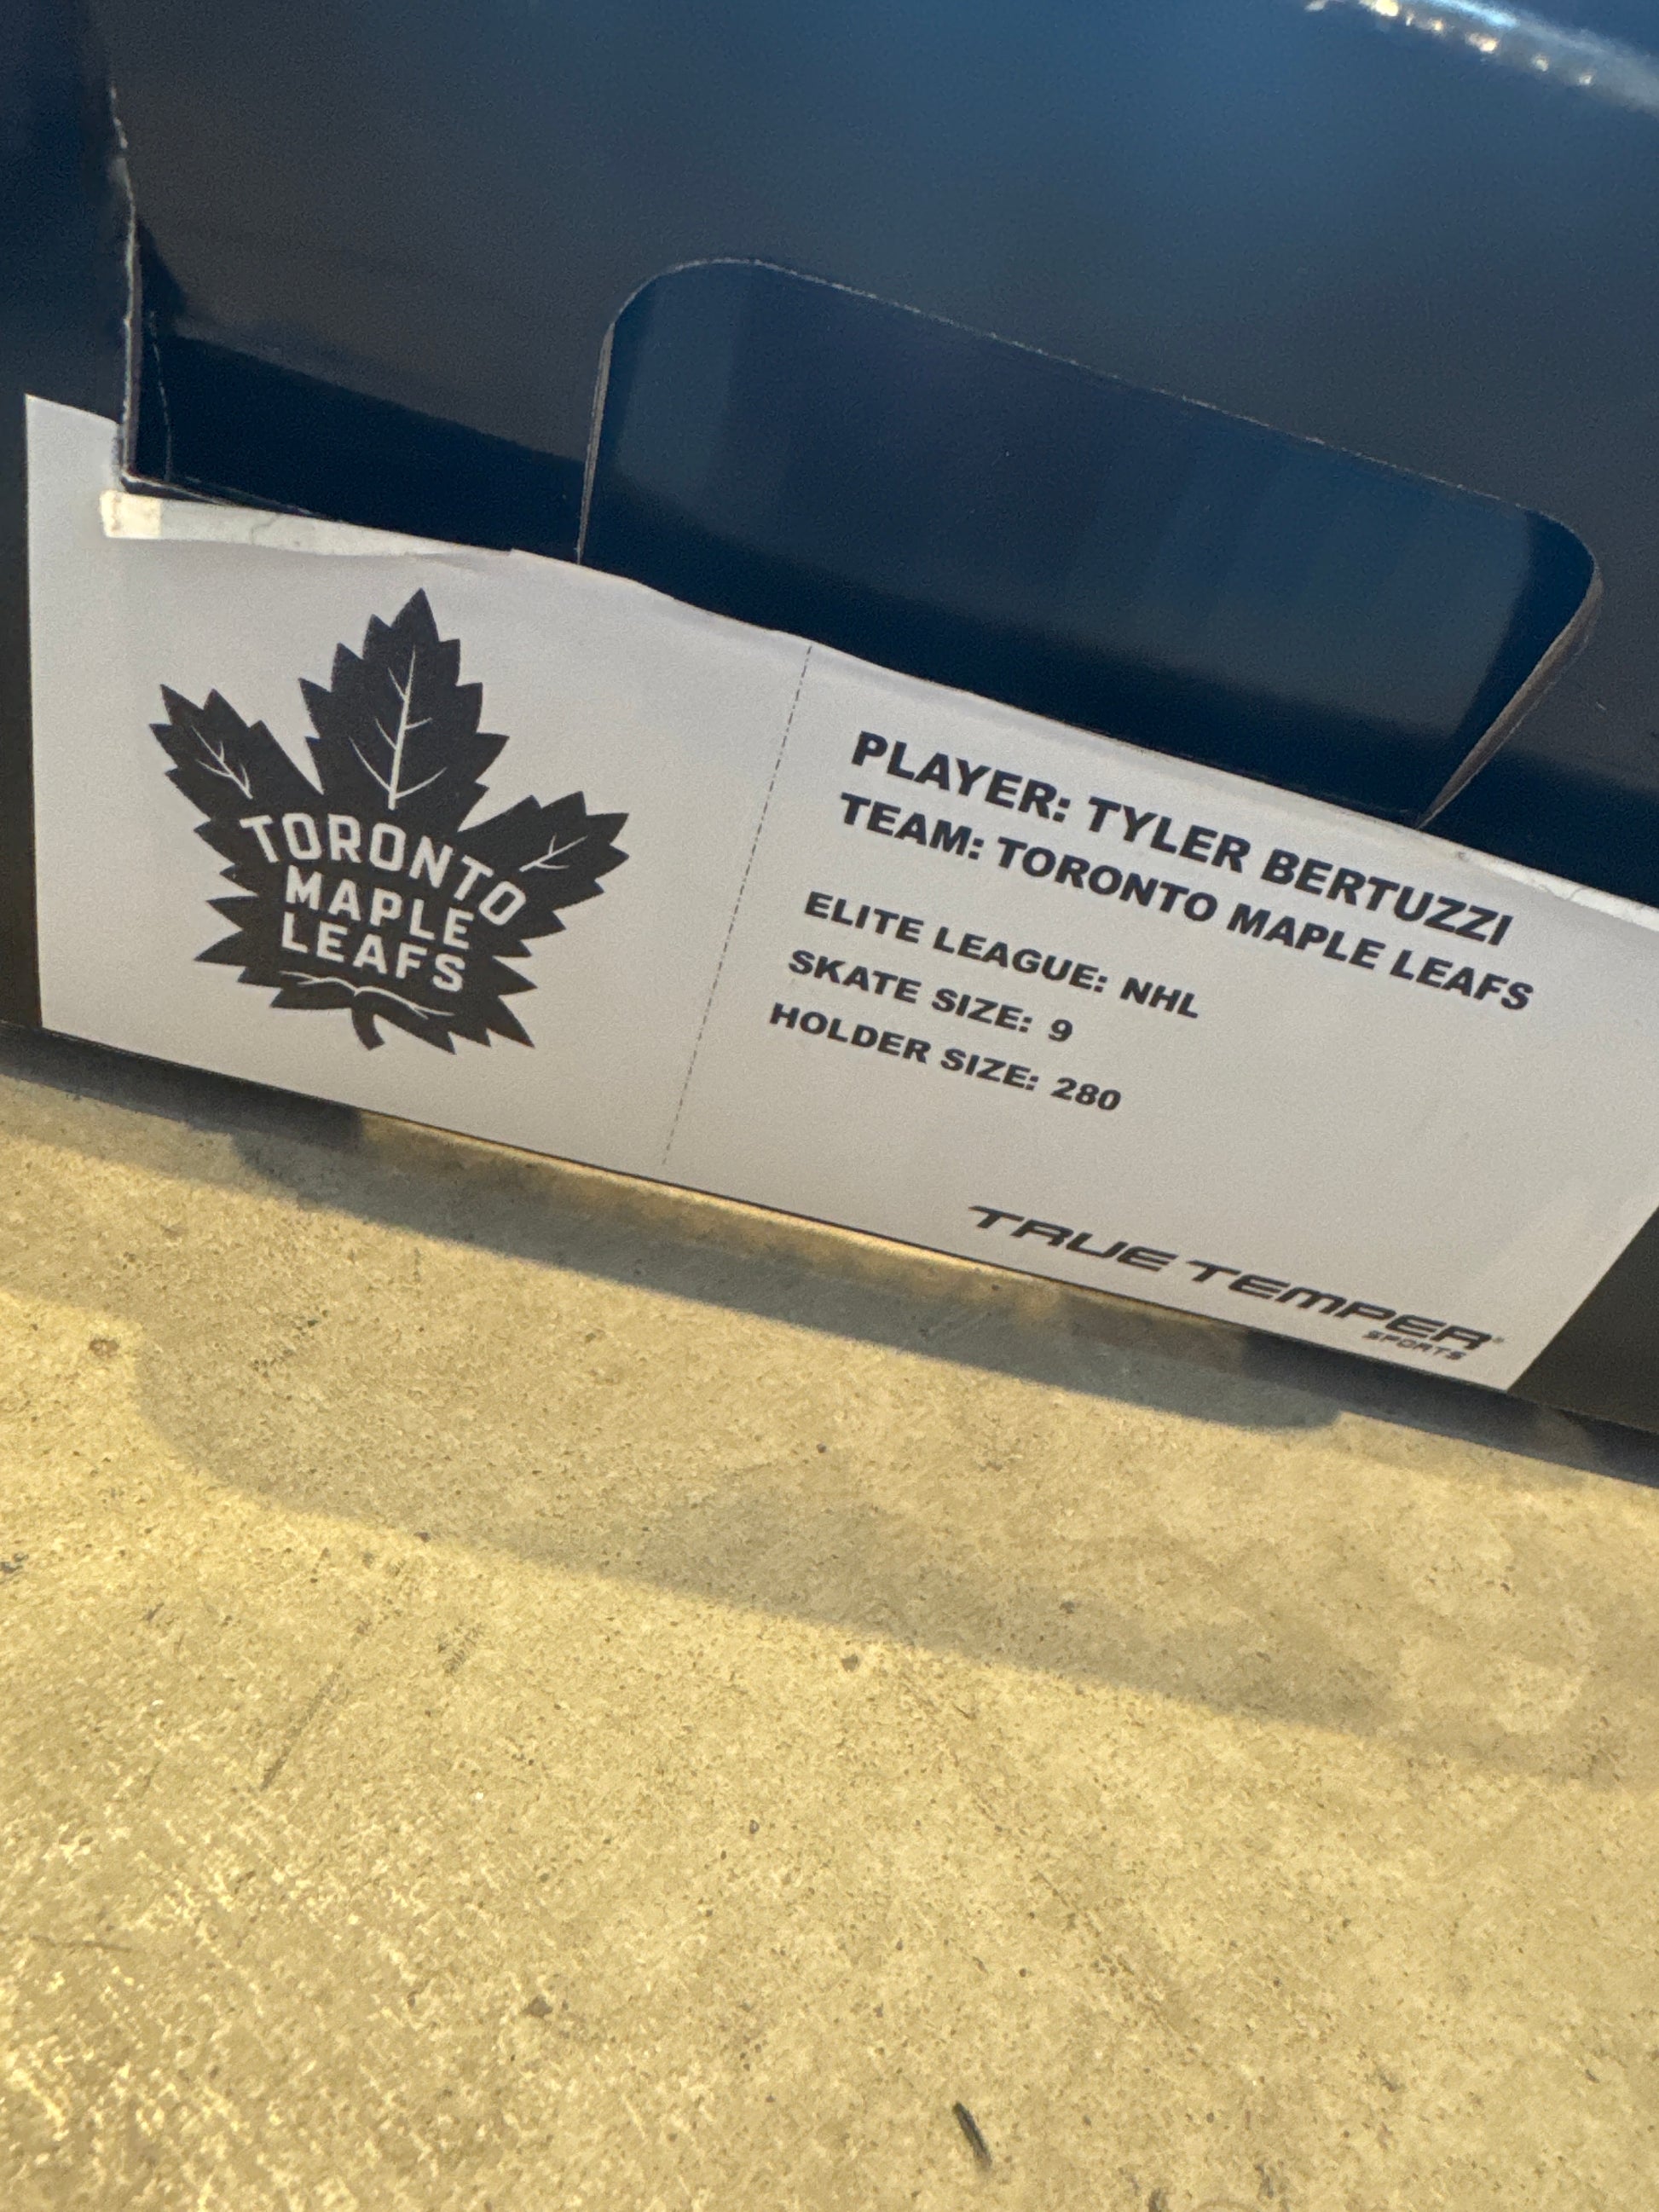 TORONTO
MAPLE
LEAFS
PLAYER: TYLER BERTUZZI
TEAM: TORONTO MAPLE LEAFS
ELITE LEAGUE: NHL
SKATE SIZE: 9
HOLDER SIZE: 280
TRUE TEMPER®
SPORTS